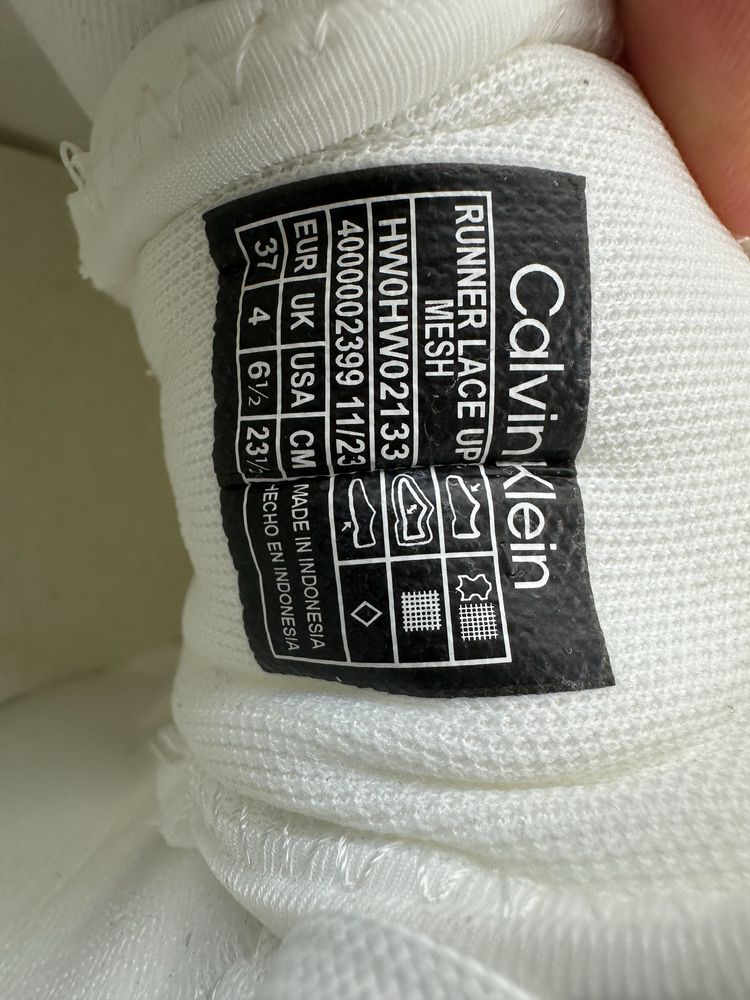 Calvin Klein
RUNNER LACE UP
MESH
HW0HW02133
4000002399 11/23
EUR UK USA CM
37 4 6½ 23½
MADE IN INDONESIA
HECHO EN INDONESIA